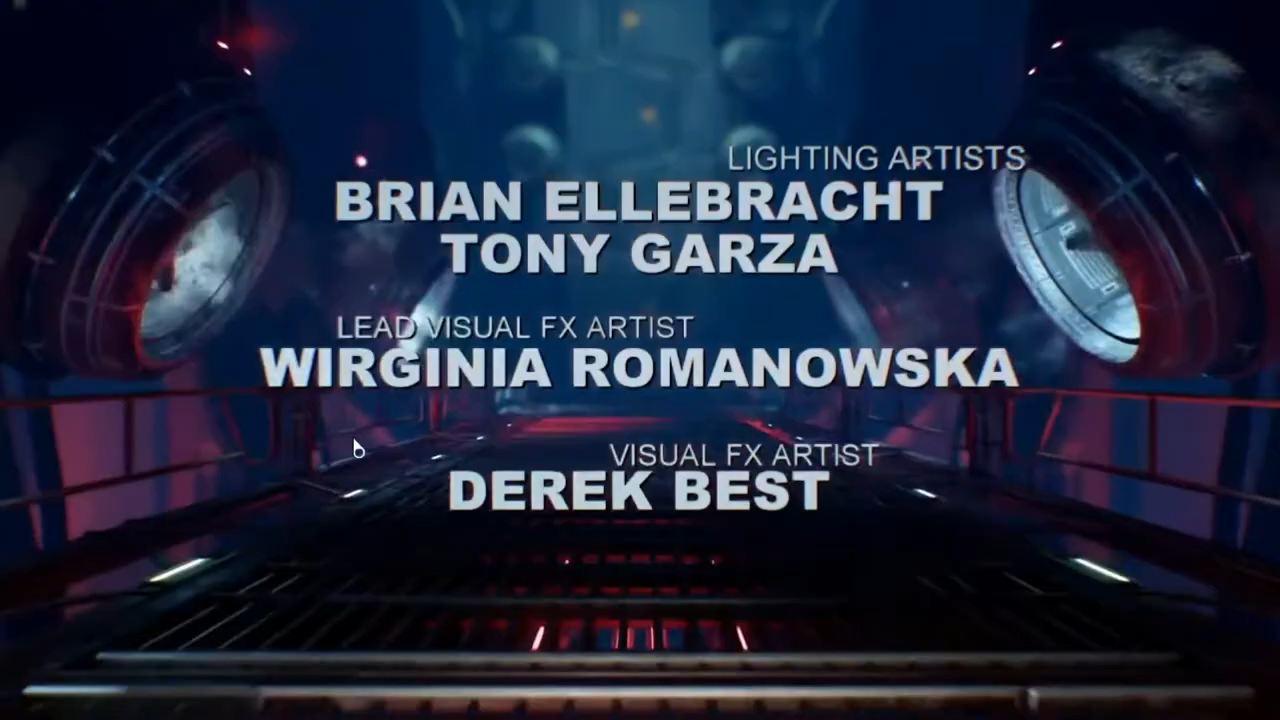 LIGHTING ARTISTS
BRIAN ELLEBRACHT
TONY GARZA
LEAD VISUAL FX ARTIST
WIRGINIA ROMANOWSKA
VISUAL FX ARTIST
DEREK BEST